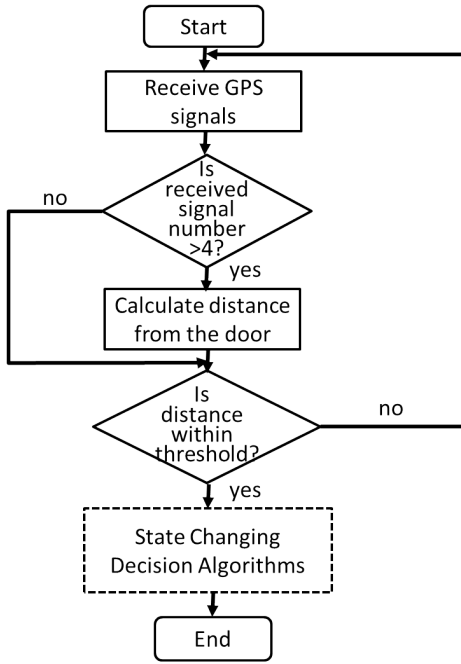 Start
Receive GPS
signals
Is
received
signal
number
>4?
no
yes
Calculate distance
from the door
Is
distance
within
threshold?
no
yes
State Changing
Decision Algorithms
End